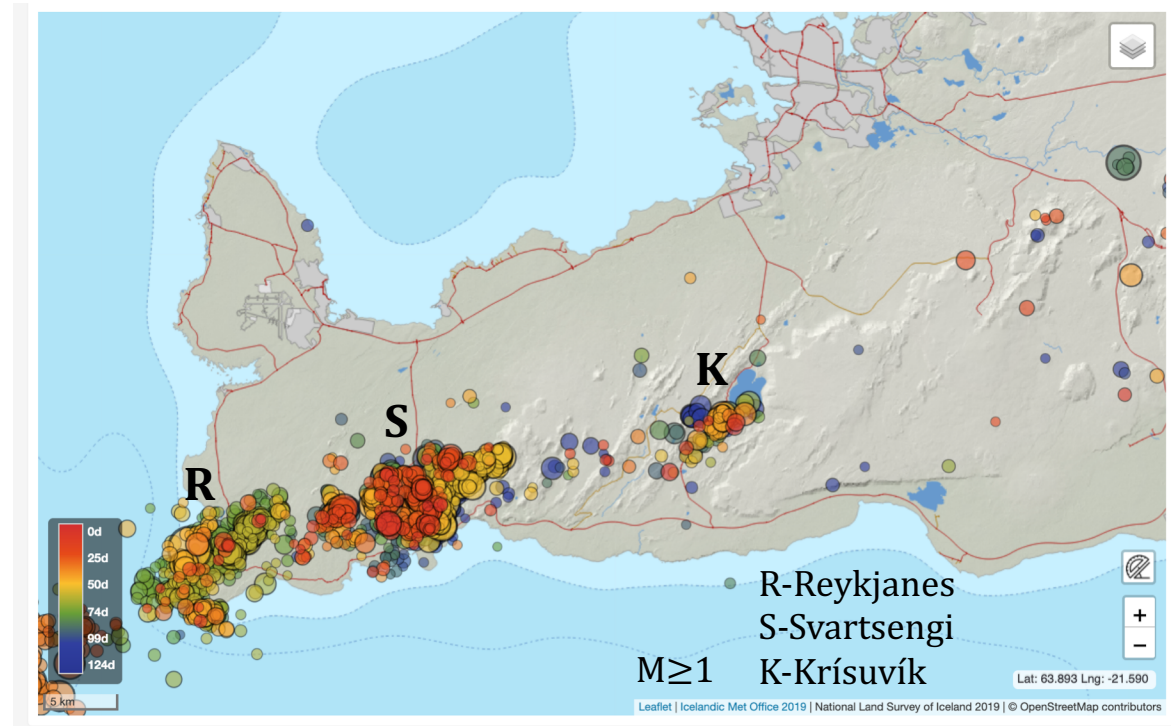 K
S
R
0d
25d
50d
74d
99d
124d
R-Reykjanes
S-Svartsengi
M≥1 K-Krísuvík
+
−
5 km
Lat: 63.893 Lng: -21.590
Leaflet | Icelandic Met Office 2019 | National Land Survey of Iceland 2019 | © OpenStreetMap contributors